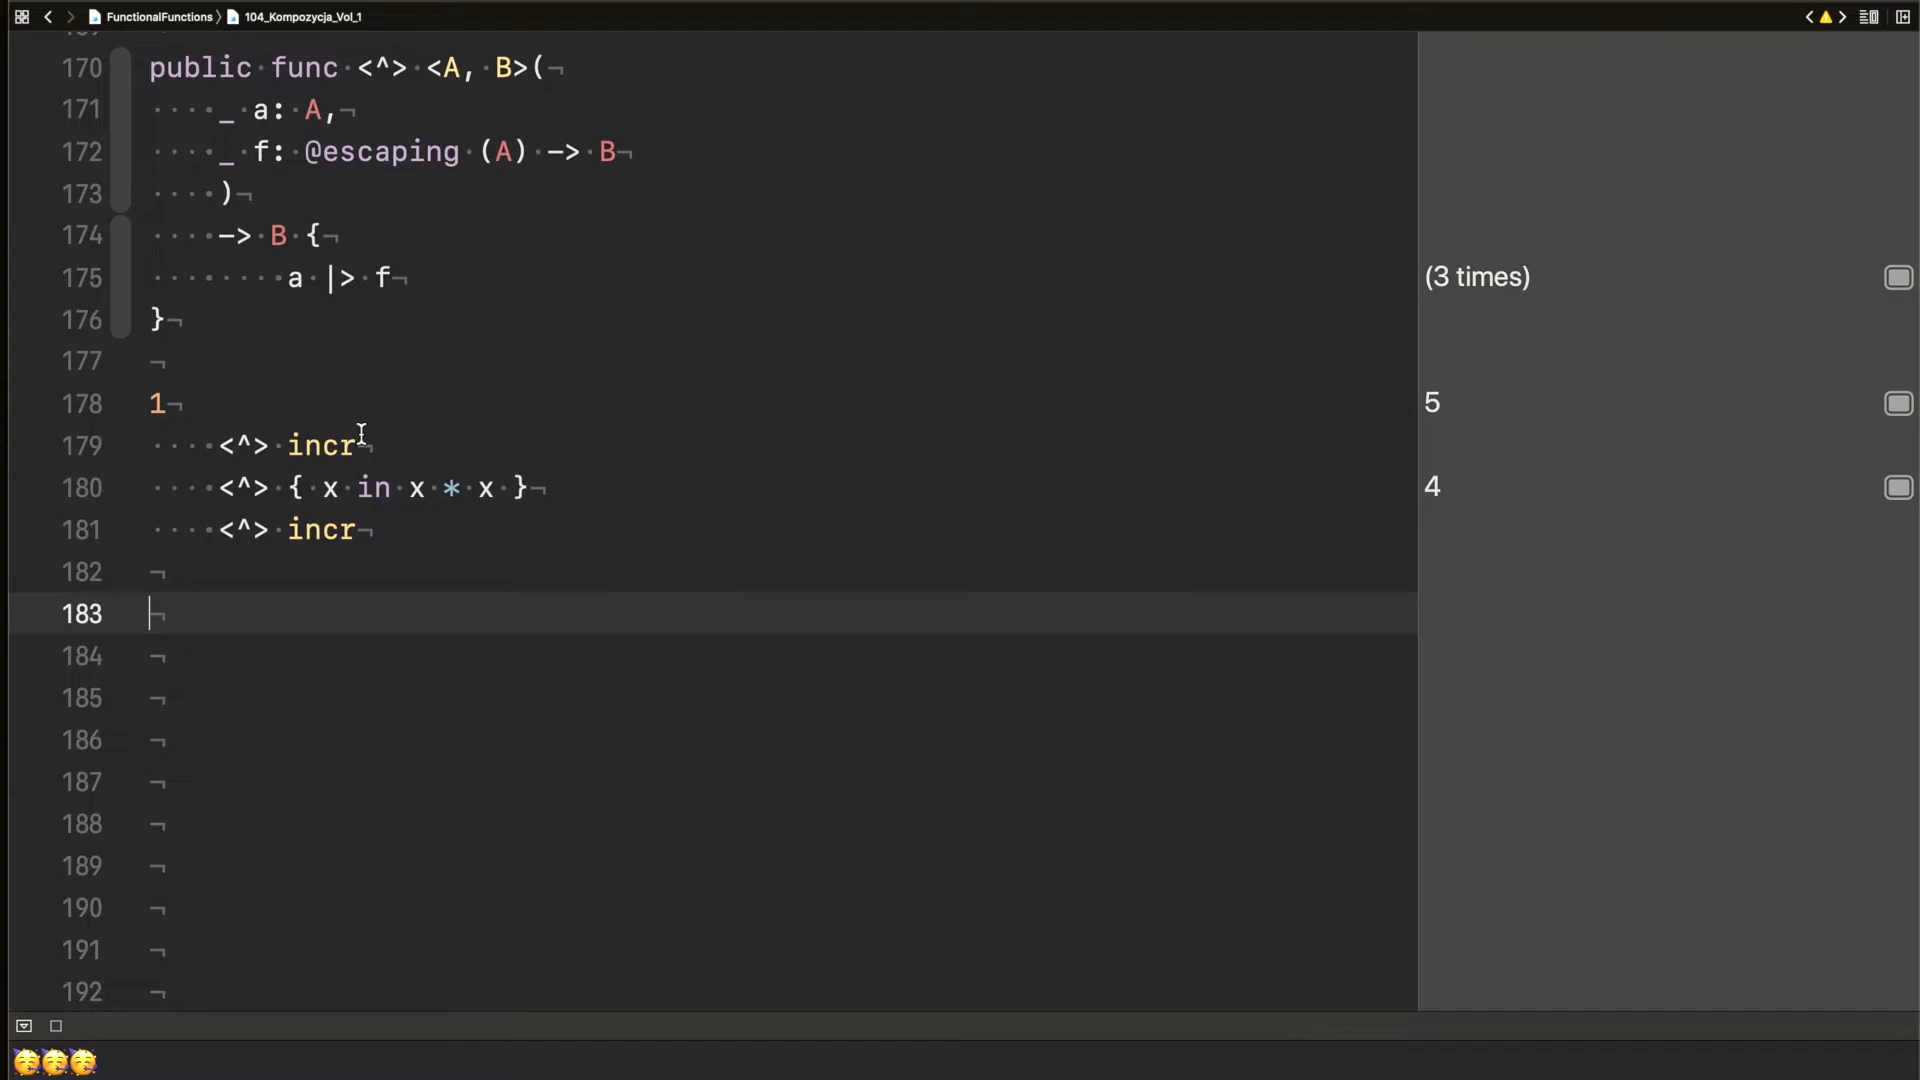 FunctionalFunctions 〉 104_Kompozycja_Vol_1
170 public func <^> <A, B>(
171 _ a: A,
172 _ f: @escaping (A) -> B
173 )
174 -> B {
175 a |> f (3 times)
176 }
177
178 1 5
179 <^> incr
180 <^> { x in x * x } 4
181 <^> incr
182
183
184
185
186
187
188
189
190
191
192